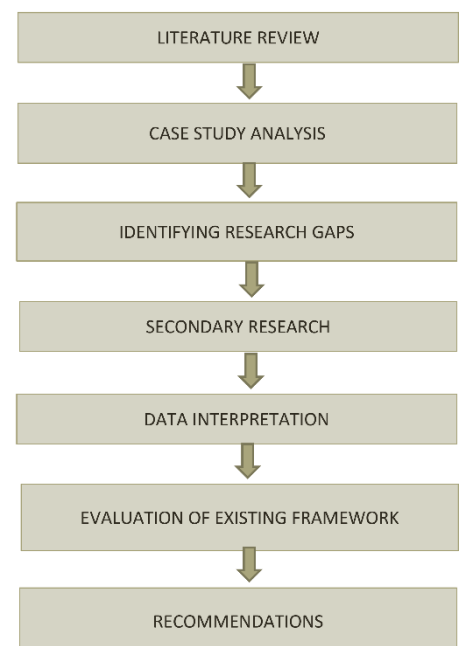 LITERATURE REVIEW
CASE STUDY ANALYSIS
IDENTIFYING RESEARCH GAPS
SECONDARY RESEARCH
DATA INTERPRETATION
EVALUATION OF EXISTING FRAMEWORK
RECOMMENDATIONS